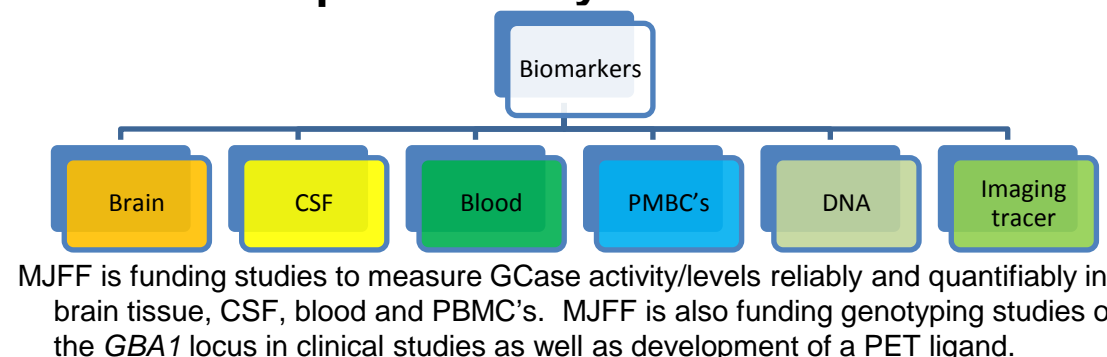 Biomarkers
Brain
CSF
Blood
PMBC’s
DNA
Imaging
tracer
MJFF is funding studies to measure GCase activity/levels reliably and quantifiably in
brain tissue, CSF, blood and PBMC’s. MJFF is also funding genotyping studies o
the GBA1 locus in clinical studies as well as development of a PET ligand.